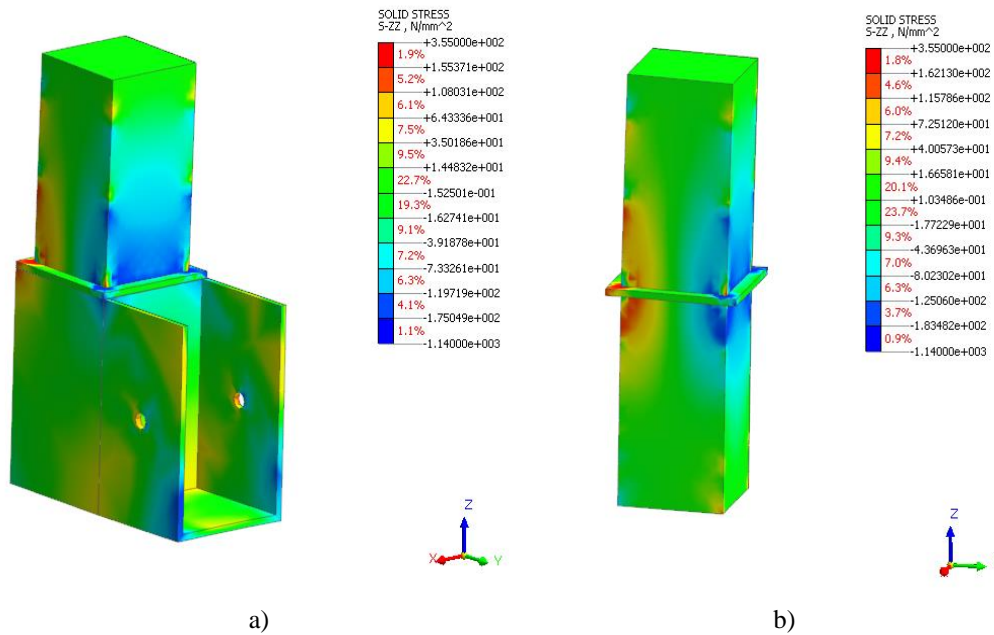 SOLID STRESS
S-ZZ , N/mm^2
+3.55000e+002
1.9%
+1.55371e+002
5.2%
+1.08031e+002
6.1%
+6.43336e+001
7.5%
+3.50186e+001
9.5%
+1.44832e+001
22.7%
-1.52501e-001
19.3%
-1.62741e+001
9.1%
-3.91878e+001
7.2%
-7.33261e+001
6.3%
-1.19719e+002
4.1%
-1.75049e+002
1.1%
-1.14000e+003
Z
X
Y
a)
SOLID STRESS
S-ZZ , N/mm^2
+3.55000e+002
1.8%
+1.62130e+002
4.6%
+1.15786e+002
6.0%
+7.25120e+001
7.2%
+4.00573e+001
9.4%
+1.66581e+001
20.1%
+1.03486e-001
23.7%
-1.77229e+001
9.3%
-4.36963e+001
7.0%
-8.02302e+001
6.3%
-1.25060e+002
3.7%
-1.83482e+002
0.9%
-1.14000e+003
Z
b)